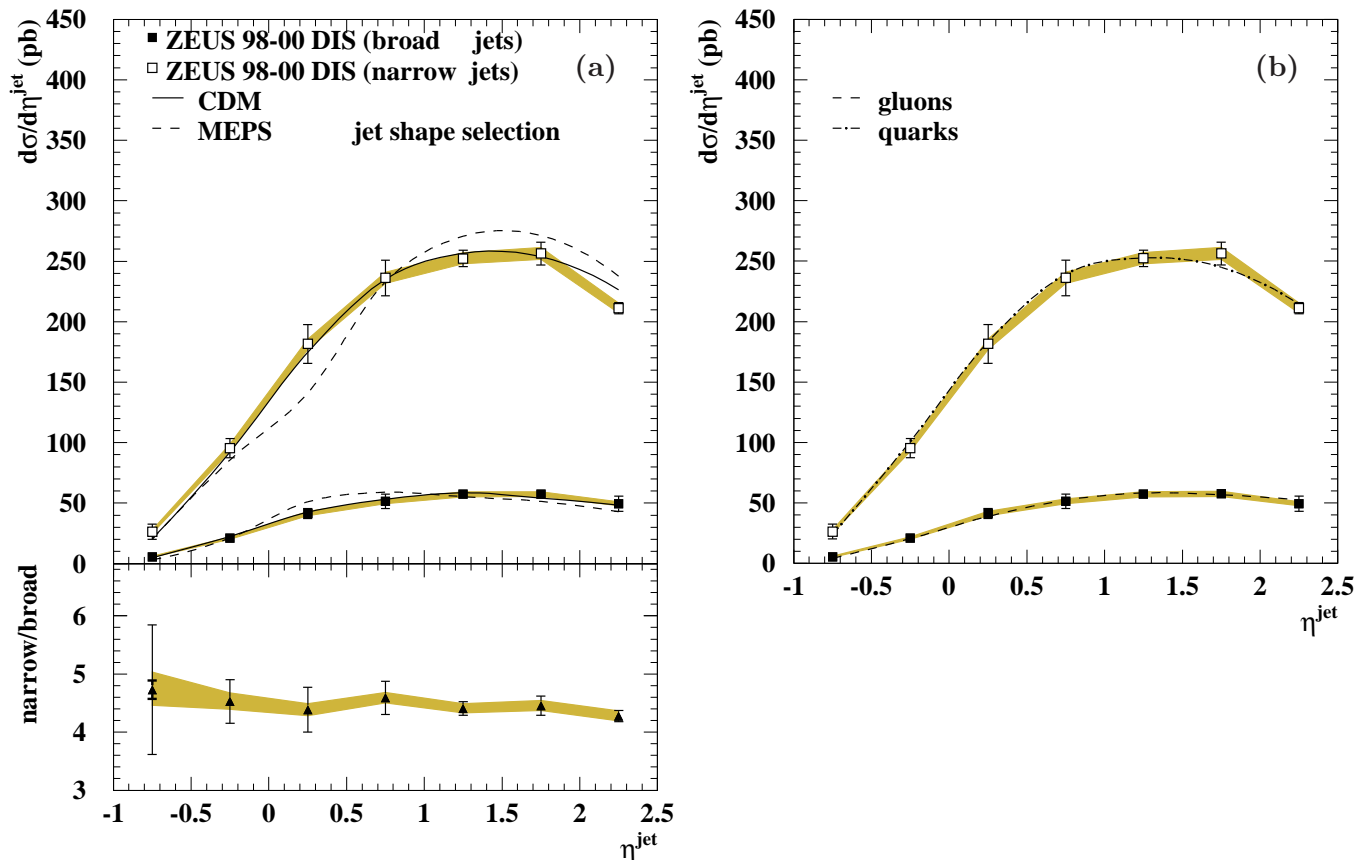 dσ/dη^jet (pb)
450
400
350
300
250
200
150
100
50
0
ZEUS 98-00 DIS (broad jets)
ZEUS 98-00 DIS (narrow jets)
CDM
MEPS jet shape selection
(a)
narrow/broad
6
5
4
3
-1 -0.5 0 0.5 1 1.5 2 2.5
η^jet
dσ/dη^jet (pb)
450
400
350
300
250
200
150
100
50
0
(b)
gluons
quarks
-1 -0.5 0 0.5 1 1.5 2 2.5
η^jet